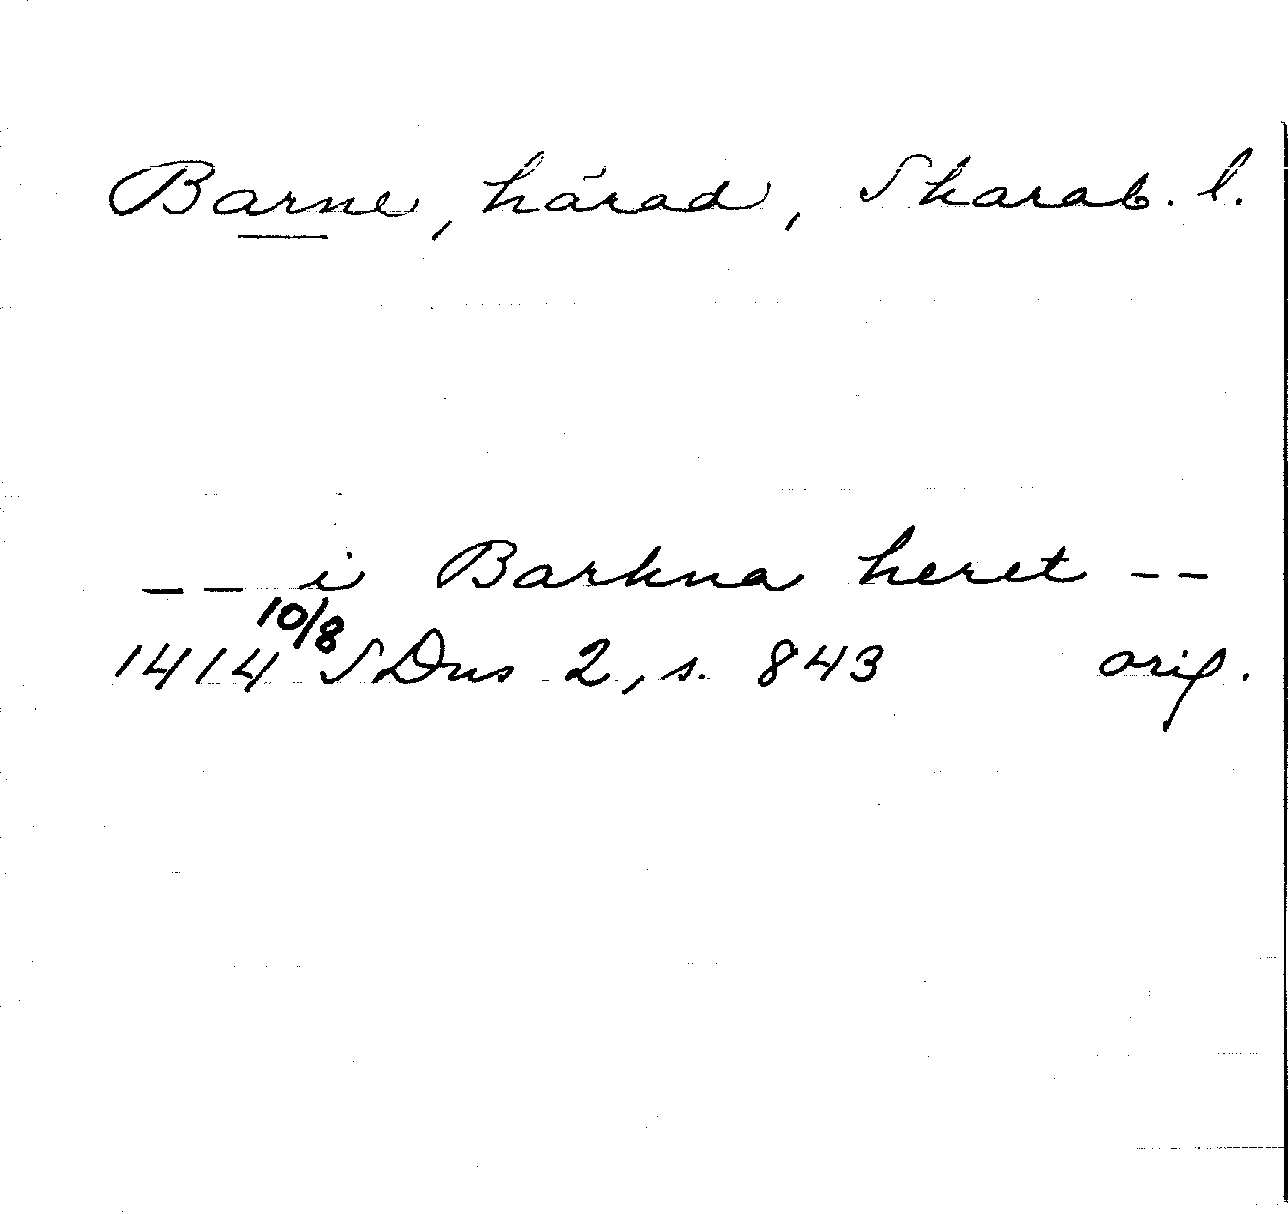 Barne, härad, Skarab. l.
-- i Barkna heret --
1414 10/8 SDns 2, s. 843 orig.